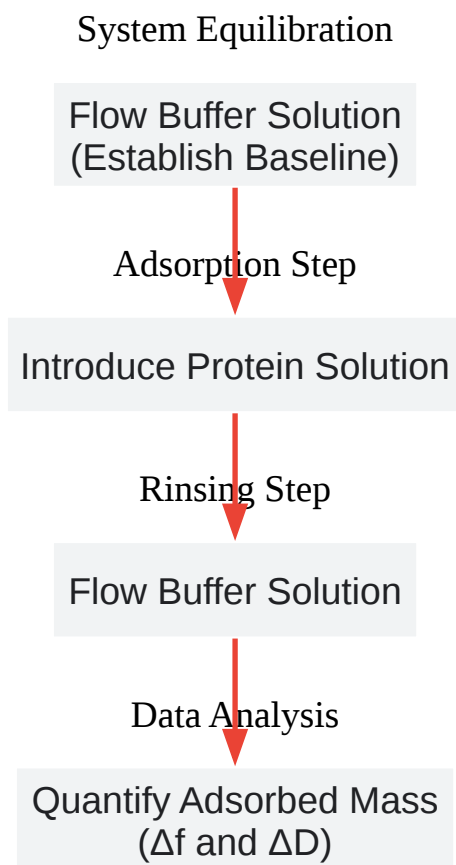 System Equilibration
Flow Buffer Solution
(Establish Baseline)
Adsorption Step
Introduce Protein Solution
Rinsing Step
Flow Buffer Solution
Data Analysis
Quantify Adsorbed Mass
(Δf and ΔD)